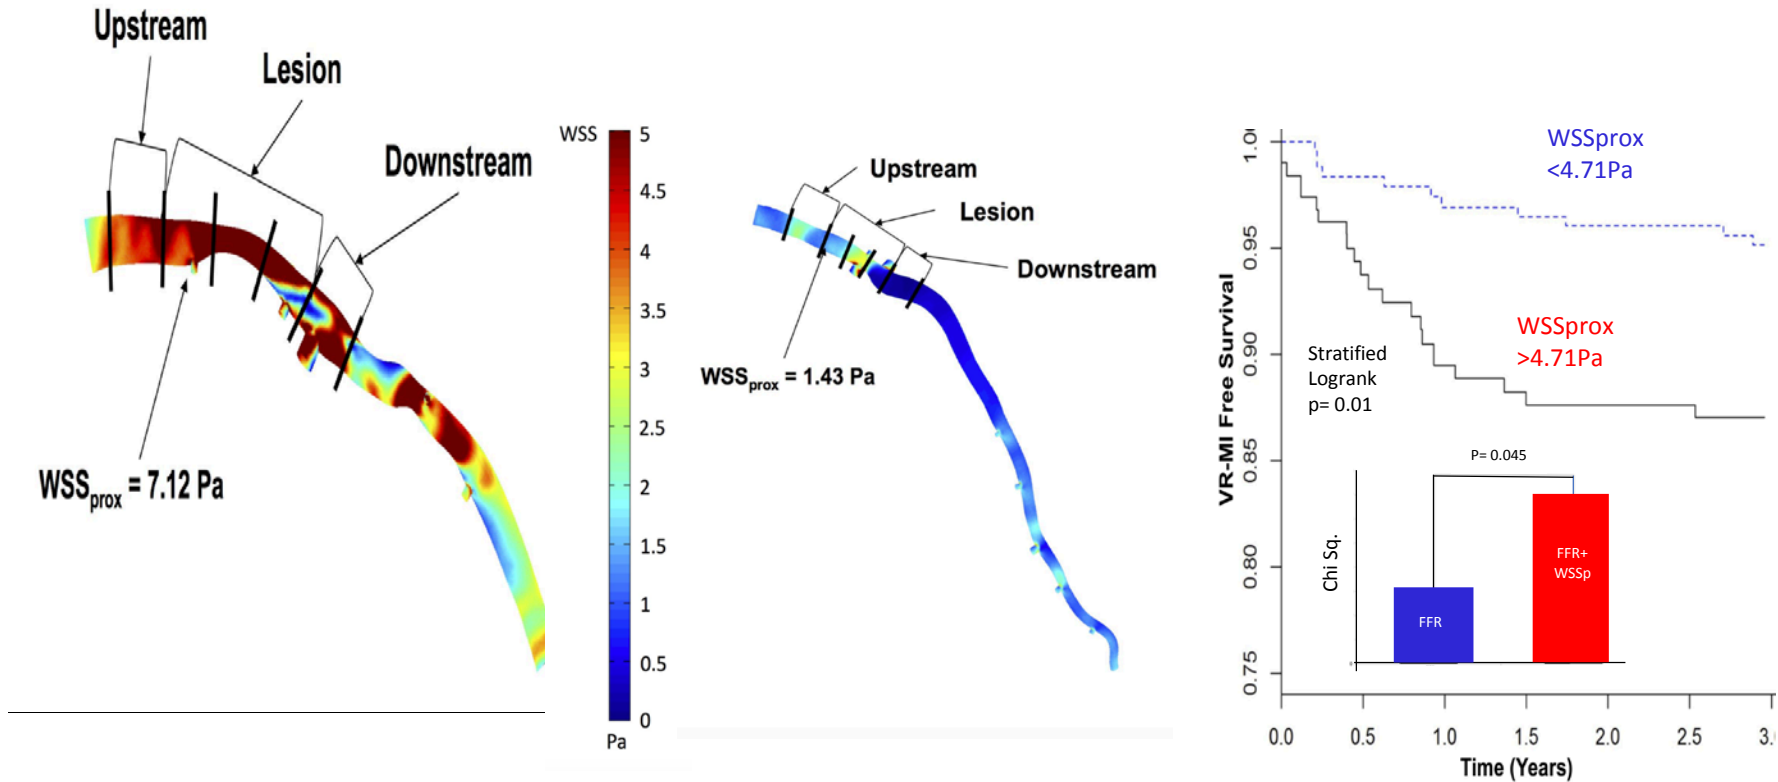 Upstream
Lesion
Downstream
WSSprox = 7.12 Pa
WSS
5
4.5
4
3.5
3
2.5
2
1.5
1
0.5
0
Pa
Upstream
Lesion
Downstream
WSSprox = 1.43 Pa
VR-MI Free Survival
0.95
0.90
0.85
0.80
0.75
WSSprox
<4.71Pa
WSSprox
>4.71Pa
Stratified
Logrank
p= 0.01
P= 0.045
Chi Sq.
FFR
FFR+
WSSp
0.0 0.5 1.0 1.5 2.0 2.5
Time (Years)